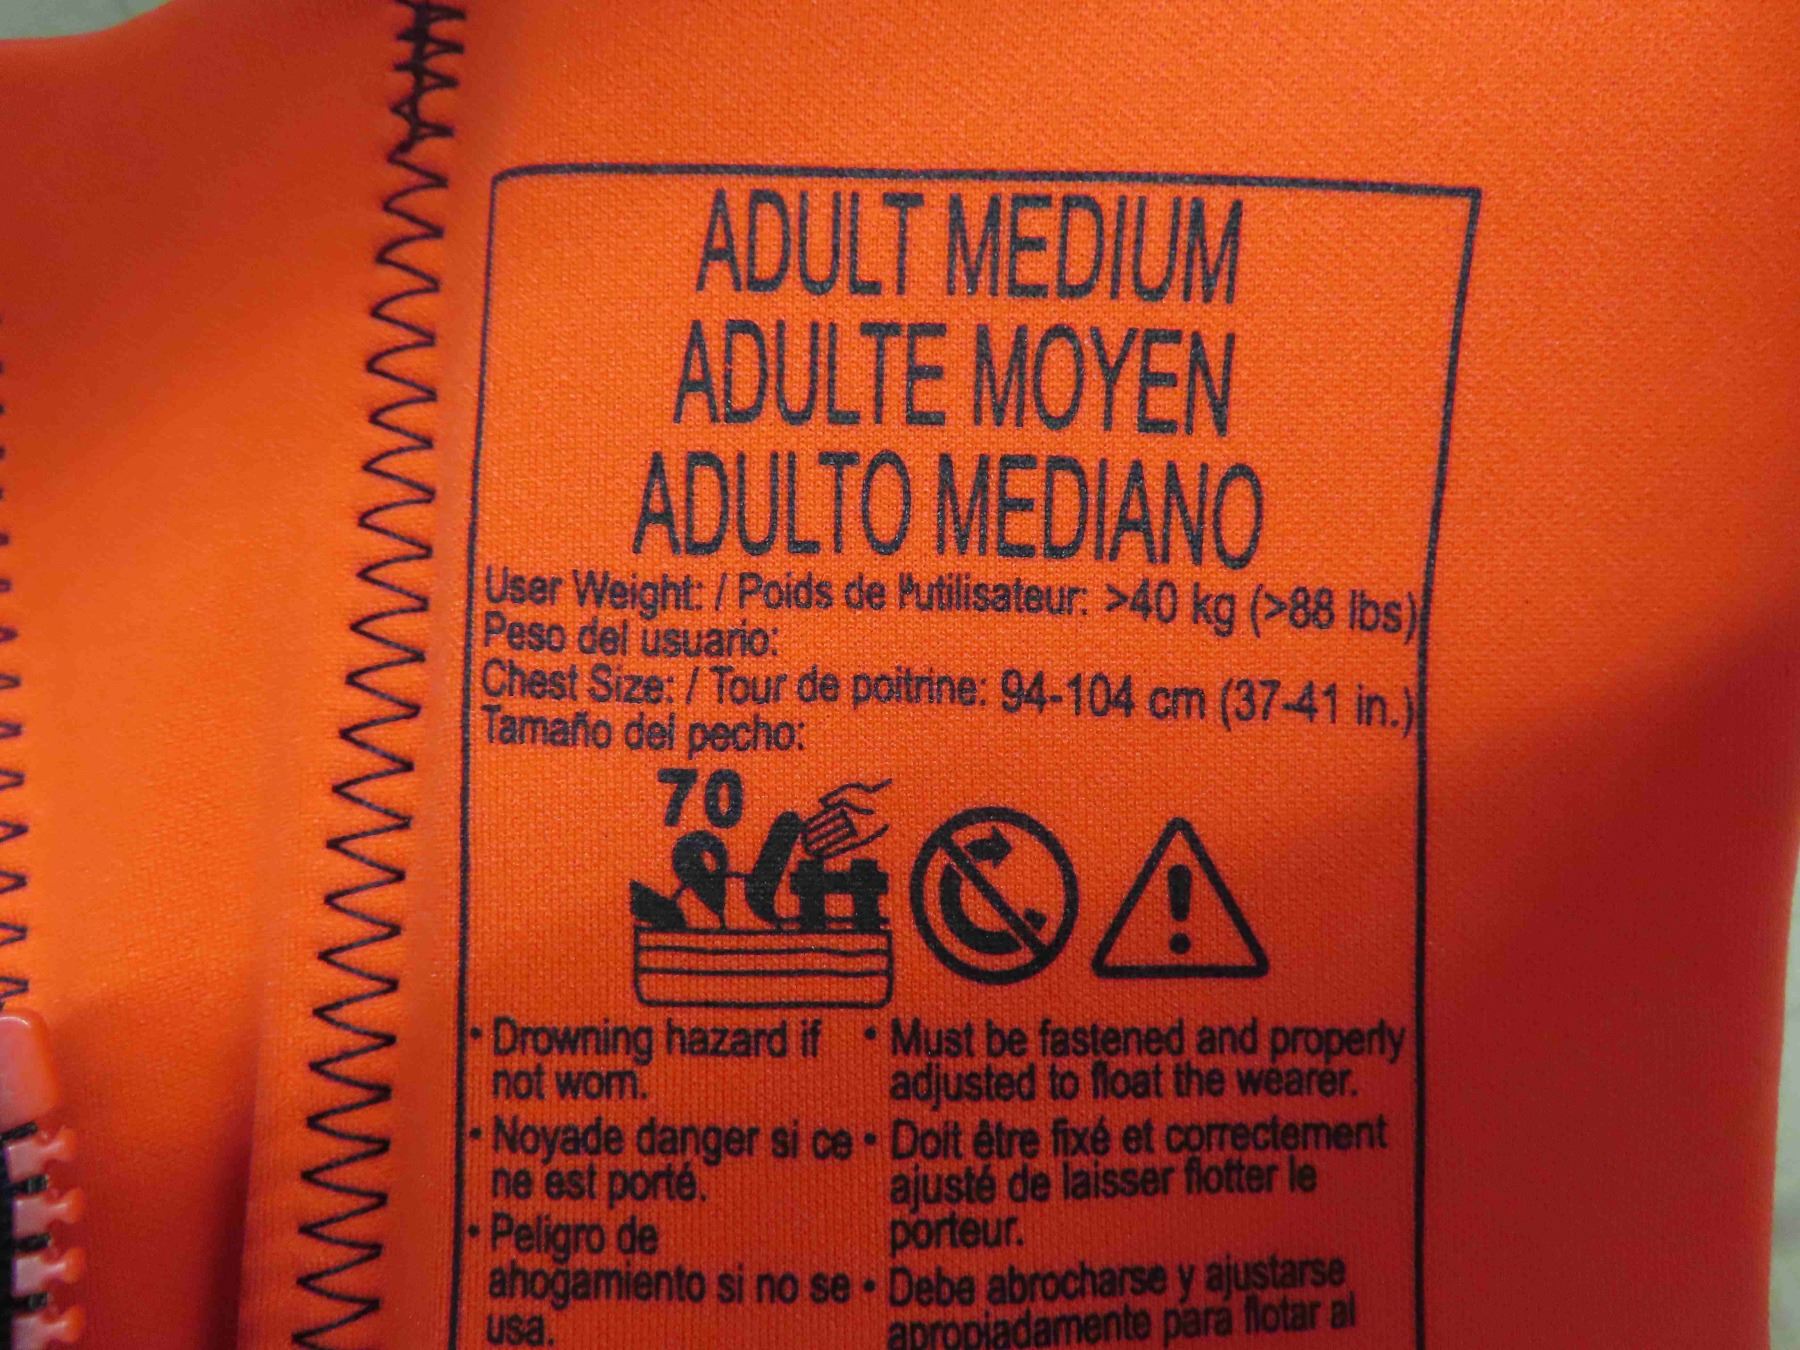 ADULT MEDIUM
ADULTE MOYEN
ADULTO MEDIANO
User Weight: / Poids de l'utilisateur: >40 kg (>88 lbs)
Peso del usuario:
Chest Size: / Tour de poitrine: 94-104 cm (37-41 in.)
Tamaño del pecho:
70
• Drowning hazard if
not worn.
• Noyade danger si ce
ne est porté.
• Peligro de
ahogamiento si no se
usa.
• Must be fastened and properly
adjusted to float the wearer.
• Doit être fixé et correctement
ajusté de laisser flotter le
porteur.
• Debe abrocharse y ajustarse
apropiadamente para flotar al